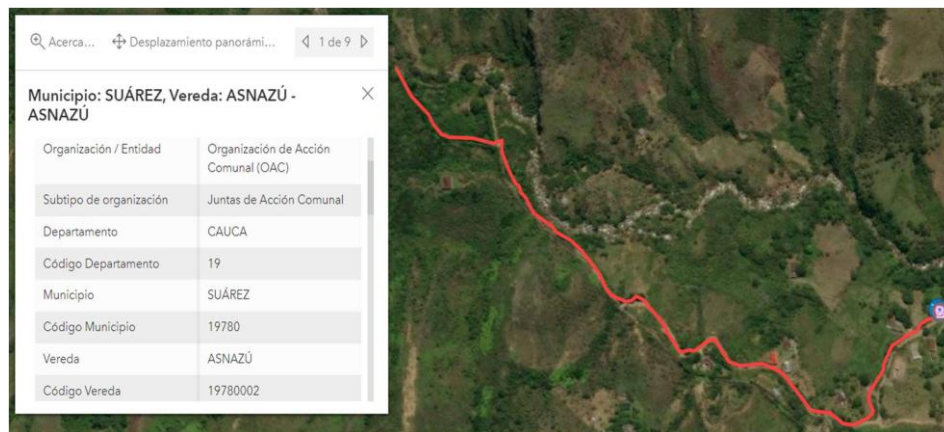 Acerca... Desplazamiento panorámi... 1 de 9
Municipio: SUÁREZ, Vereda: ASNAZÚ -
ASNAZÚ
Organización / Entidad Organización de Acción
Comunal (OAC)
Subtipo de organización Juntas de Acción Comunal
Departamento CAUCA
Código Departamento 19
Municipio SUÁREZ
Código Municipio 19780
Vereda ASNAZÚ
Código Vereda 19780002